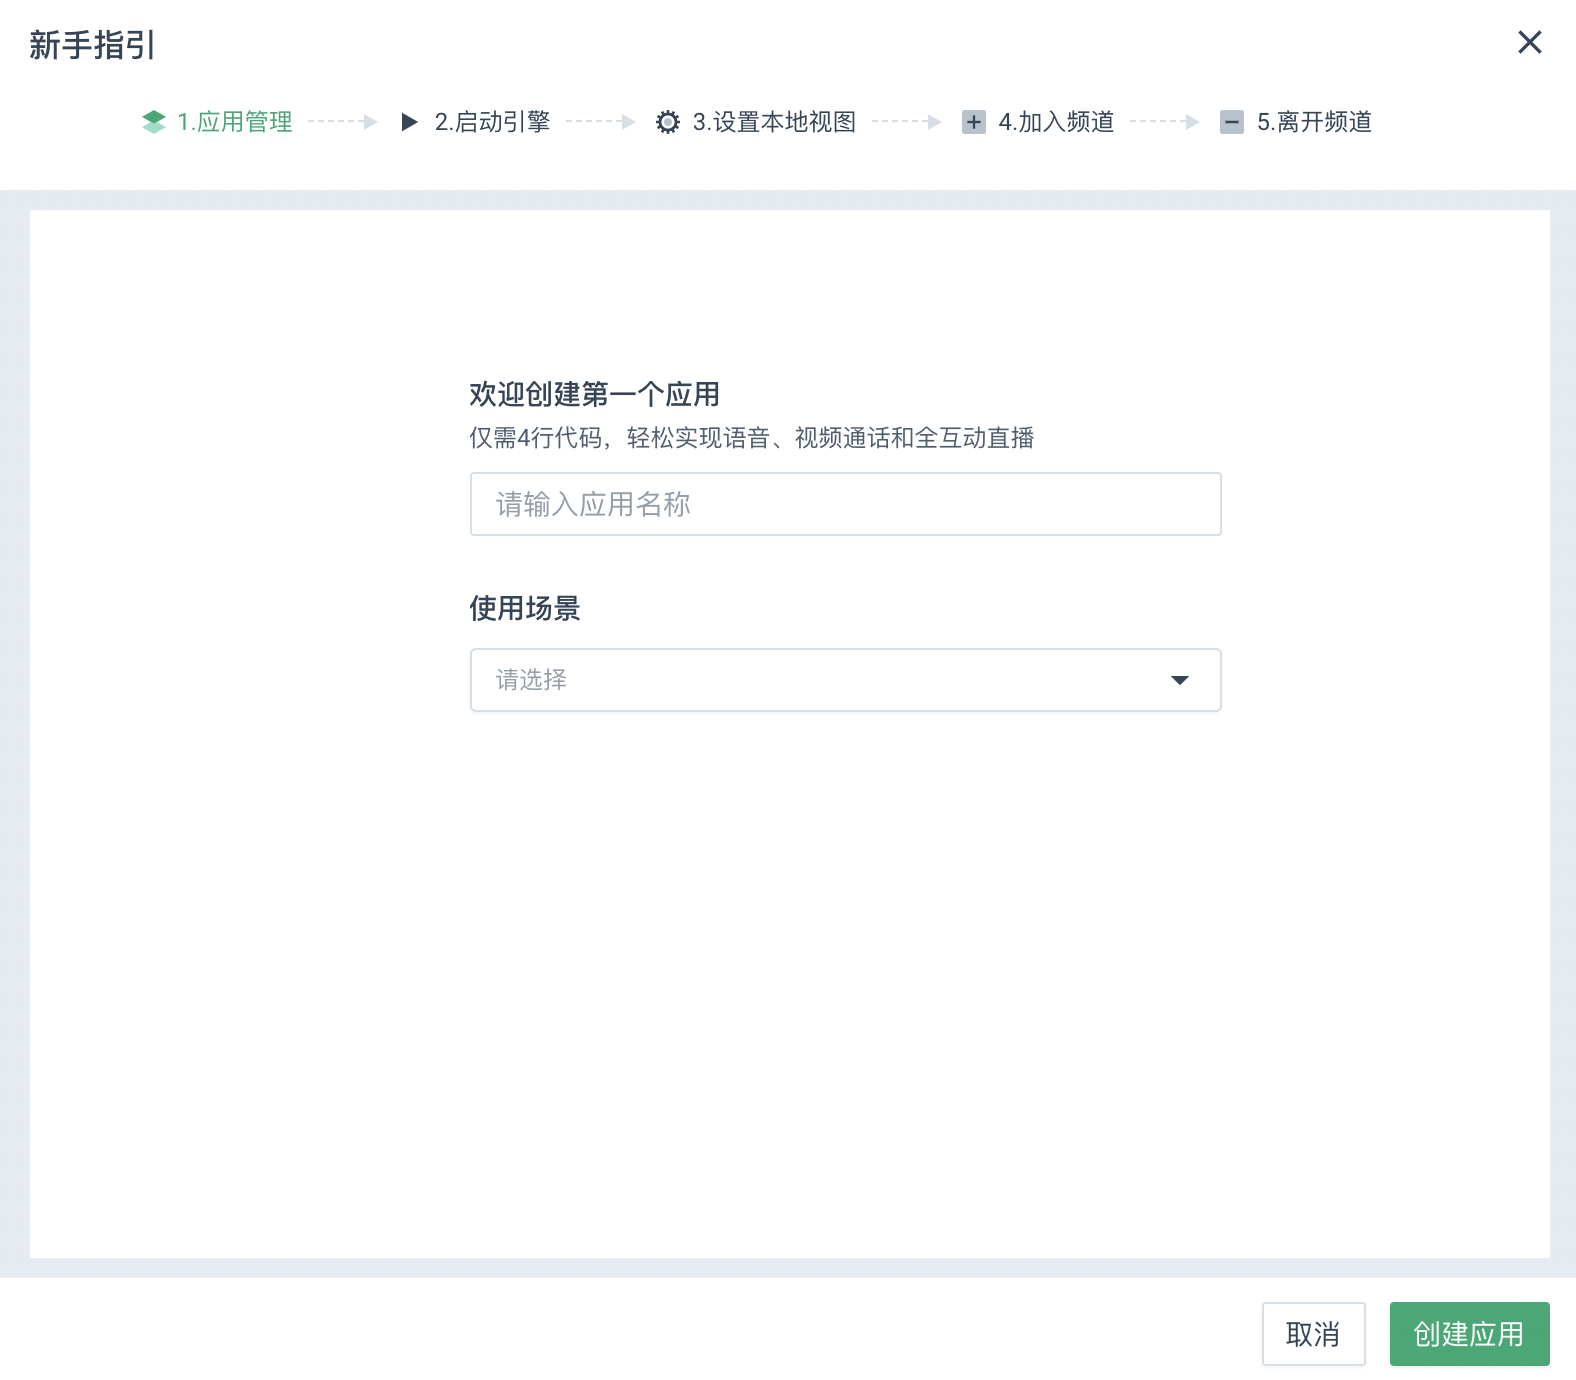 新手指引
1.应用管理 2.启动引擎 3.设置本地视图 4.加入频道 5.离开频道
欢迎创建第一个应用
仅需4行代码，轻松实现语音、视频通话和全互动直播
请输入应用名称
使用场景
请选择
取消 创建应用